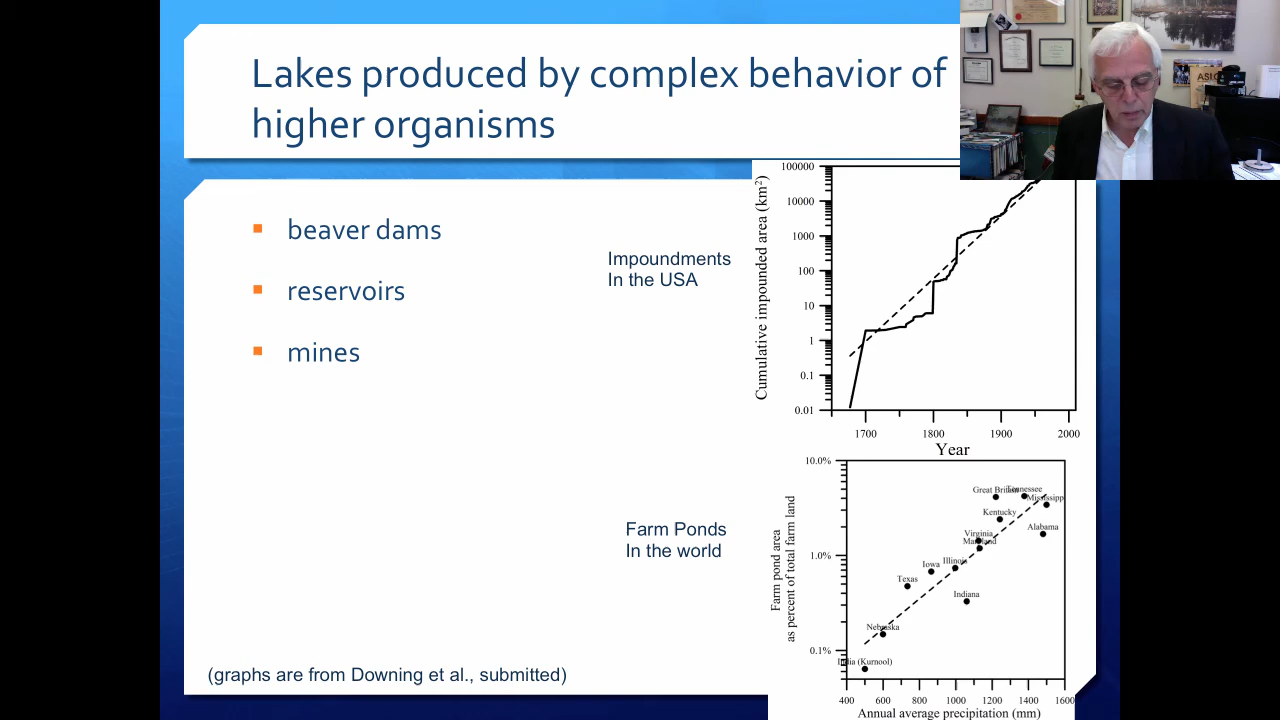 Lakes produced by complex behavior of
higher organisms
beaver dams
reservoirs
mines
Impoundments
In the USA
Cumulative impounded area (km²)
100000
10000
1000
100
10
1
0.1
0.01
1700 1800 1900 2000
Year
Farm Ponds
In the world
Farm pond area
as percent of total farm land
10.0%
1.0%
0.1%
Great Britain
Tennessee
Mississippi
Kentucky
Alabama
Virginia
Maryland
Illinois
Iowa
Texas
Indiana
Nebraska
India (Kurnool)
400 600 800 1000 1200 1400 1600
Annual average precipitation (mm)
(graphs are from Downing et al., submitted)